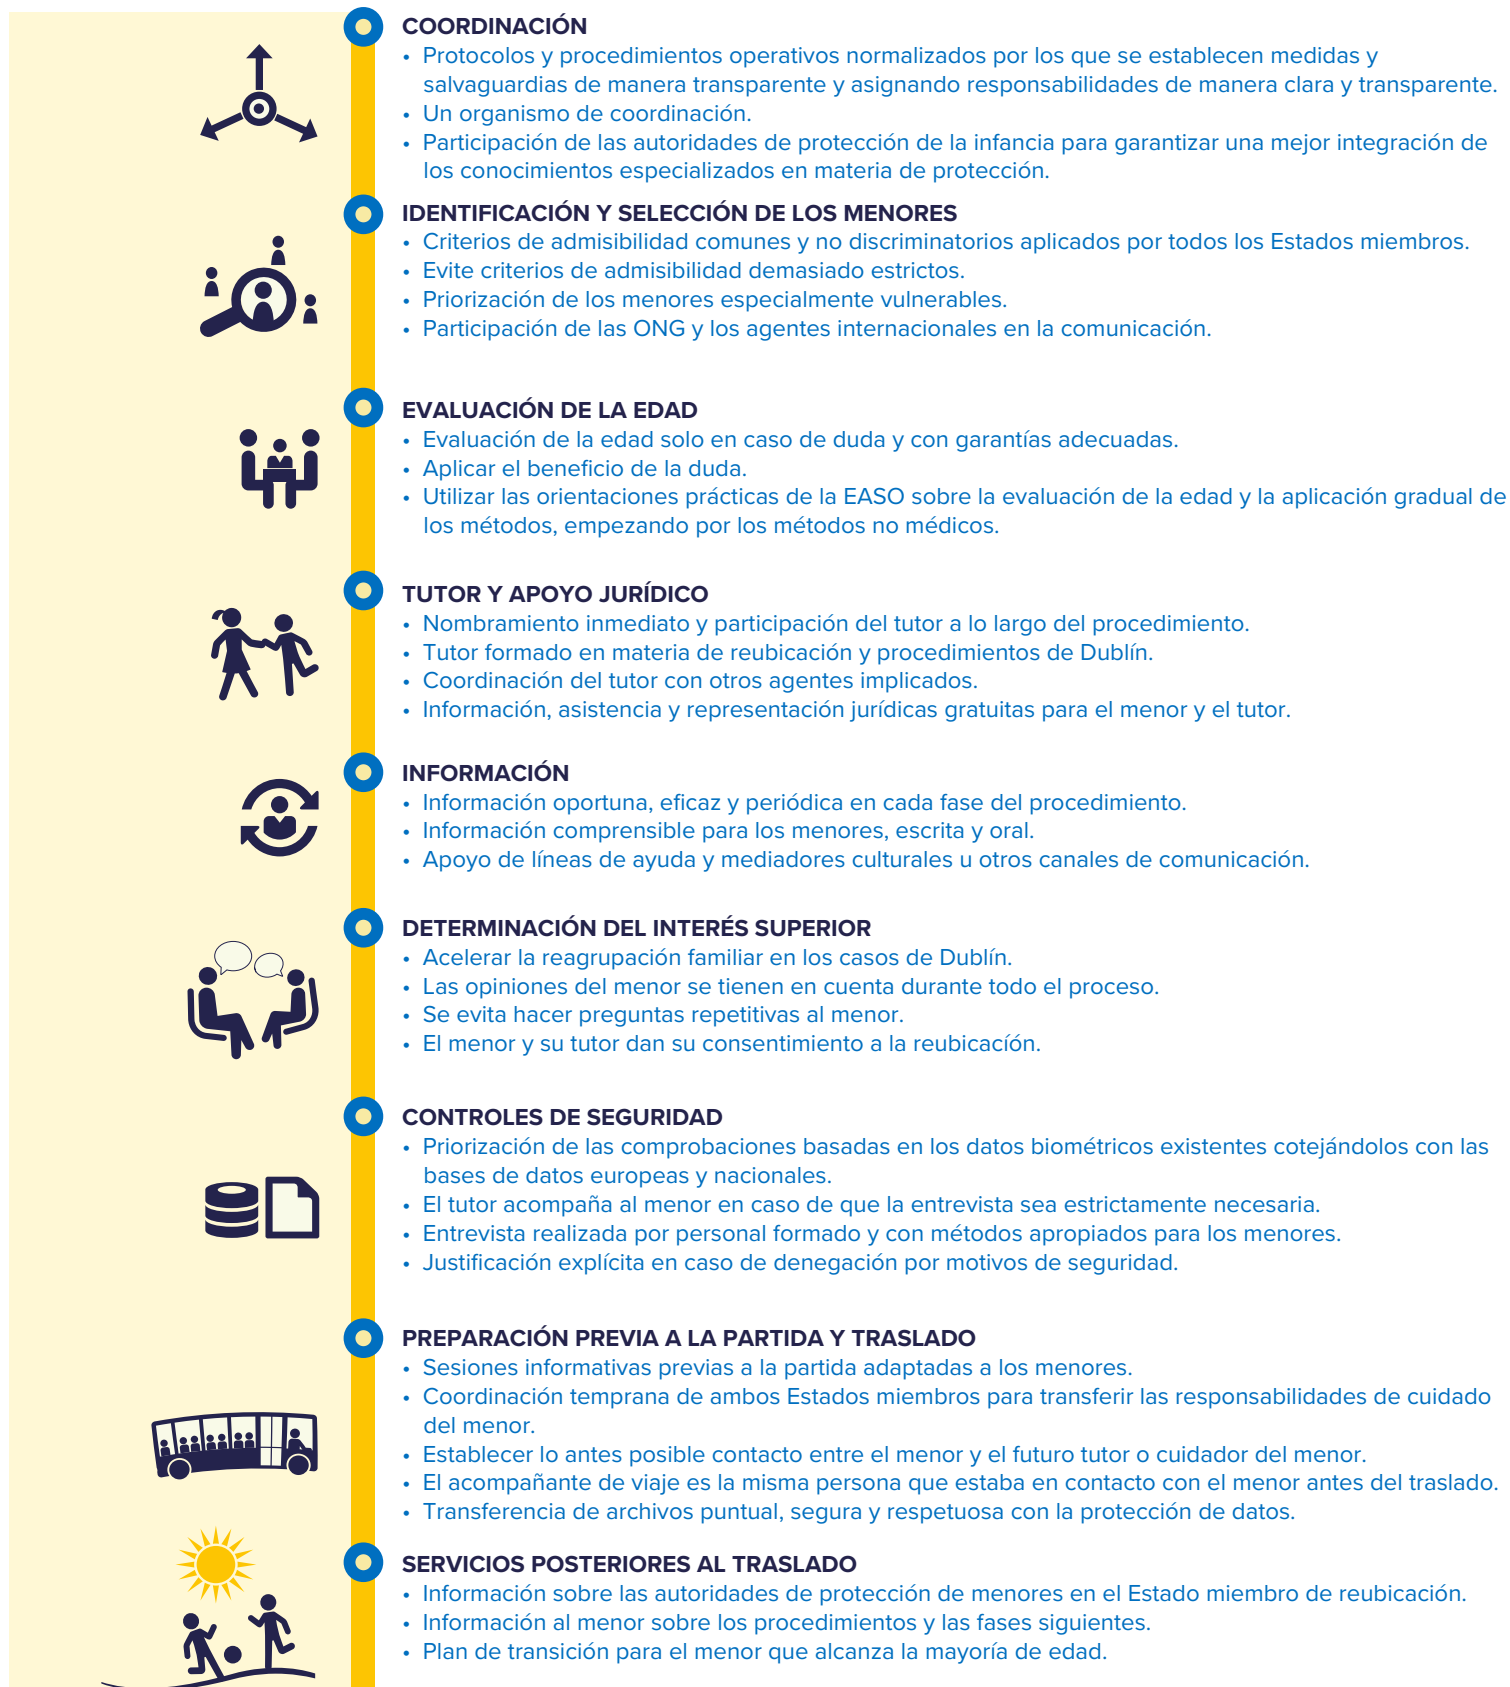 COORDINACIÓN
• Protocolos y procedimientos operativos normalizados por los que se establecen medidas y
salvaguardias de manera transparente y asignando responsabilidades de manera clara y transparente.
• Un organismo de coordinación.
• Participación de las autoridades de protección de la infancia para garantizar una mejor integración de
los conocimientos especializados en materia de protección.
IDENTIFICACIÓN Y SELECCIÓN DE LOS MENORES
• Criterios de admisibilidad comunes y no discriminatorios aplicados por todos los Estados miembros.
• Evite criterios de admisibilidad demasiado estrictos.
• Priorización de los menores especialmente vulnerables.
• Participación de las ONG y los agentes internacionales en la comunicación.
EVALUACIÓN DE LA EDAD
• Evaluación de la edad solo en caso de duda y con garantías adecuadas.
• Aplicar el beneficio de la duda.
• Utilizar las orientaciones prácticas de la EASO sobre la evaluación de la edad y la aplicación gradual de
los métodos, empezando por los métodos no médicos.
TUTOR Y APOYO JURÍDICO
• Nombramiento inmediato y participación del tutor a lo largo del procedimiento.
• Tutor formado en materia de reubicación y procedimientos de Dublín.
• Coordinación del tutor con otros agentes implicados.
• Información, asistencia y representación jurídicas gratuitas para el menor y el tutor.
INFORMACIÓN
• Información oportuna, eficaz y periódica en cada fase del procedimiento.
• Información comprensible para los menores, escrita y oral.
• Apoyo de líneas de ayuda y mediadores culturales u otros canales de comunicación.
DETERMINACIÓN DEL INTERÉS SUPERIOR
• Acelerar la reagrupación familiar en los casos de Dublín.
• Las opiniones del menor se tienen en cuenta durante todo el proceso.
• Se evita hacer preguntas repetitivas al menor.
• El menor y su tutor dan su consentimiento a la reubicacíón.
CONTROLES DE SEGURIDAD
• Priorización de las comprobaciones basadas en los datos biométricos existentes cotejándolos con las
bases de datos europeas y nacionales.
• El tutor acompaña al menor en caso de que la entrevista sea estrictamente necesaria.
• Entrevista realizada por personal formado y con métodos apropiados para los menores.
• Justificación explícita en caso de denegación por motivos de seguridad.
PREPARACIÓN PREVIA A LA PARTIDA Y TRASLADO
• Sesiones informativas previas a la partida adaptadas a los menores.
• Coordinación temprana de ambos Estados miembros para transferir las responsabilidades de cuidado
del menor.
• Establecer lo antes posible contacto entre el menor y el futuro tutor o cuidador del menor.
• El acompañante de viaje es la misma persona que estaba en contacto con el menor antes del traslado.
• Transferencia de archivos puntual, segura y respetuosa con la protección de datos.
SERVICIOS POSTERIORES AL TRASLADO
• Información sobre las autoridades de protección de menores en el Estado miembro de reubicación.
• Información al menor sobre los procedimientos y las fases siguientes.
• Plan de transición para el menor que alcanza la mayoría de edad.